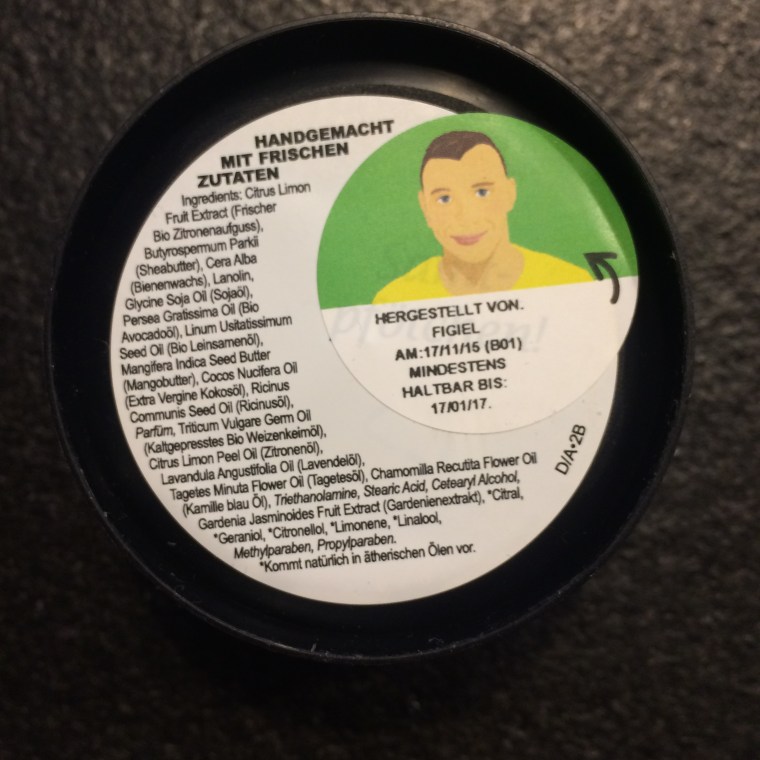 HANDGEMACHT
MIT FRISCHEN
ZUTATEN
Ingredients: Citrus Limon
Fruit Extract (Frischer
Bio Zitronenaufguss),
Butyrospermum Parkii
(Sheabutter), Cera Alba
(Bienenwachs), Lanolin,
Glycine Soja Oil (Sojaöl),
Persea Gratissima Oil (Bio
Avocadoöl), Linum Usitatissimum
Seed Oil (Bio Leinsamenöl),
Mangifera Indica Seed Butter
(Mangobutter), Cocos Nucifera Oil
(Extra Vergine Kokosöl), Ricinus
Communis Seed Oil (Ricinusöl),
Parfüm, Triticum Vulgare Germ Oil
(Kaltgepresstes Bio Weizenkeimöl),
Citrus Limon Peel Oil (Zitronenöl),
Lavandula Angustifolia Oil (Lavendelöl),
Tagetes Minuta Flower Oil (Tagetesöl), Chamomilla Recutita Flower Oil
(Kamille blau Öl), Triethanolamine, Stearic Acid, Cetearyl Alcohol,
Gardenia Jasminoides Fruit Extract (Gardenienextrakt), *Citral,
*Geraniol, *Citronellol, *Limonene, *Linalool,
Methylparaben, Propylparaben.
*Kommt natürlich in ätherischen Ölen vor.
HERGESTELLT VON.
FIGIEL
AM:17/11/15 (B01)
MINDESTENS
HALTBAR BIS:
17/01/17.
D/A•2B